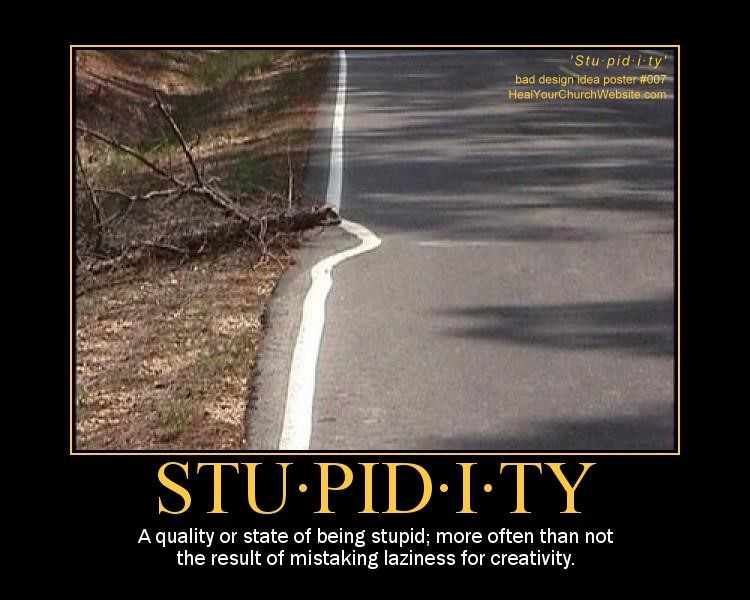 'Stu·pid·i·ty'
bad design idea poster #007
HealYourChurchWebsite.com
STU·PID·I·TY
A quality or state of being stupid; more often than not
the result of mistaking laziness for creativity.